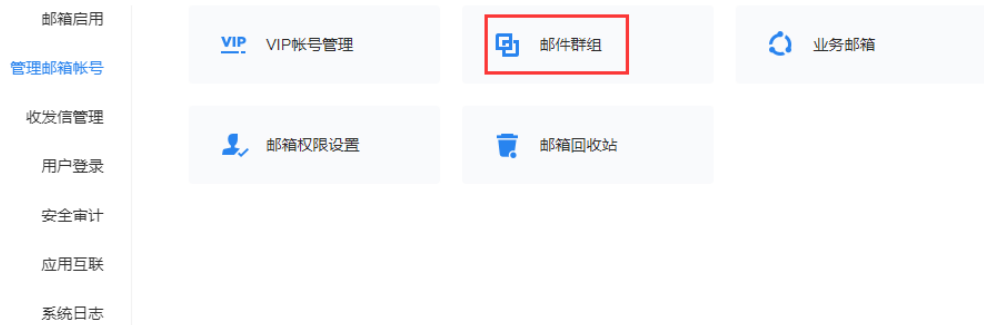 邮箱启用
管理邮箱帐号
收发信管理
用户登录
安全审计
应用互联
系统日志
VIP VIP帐号管理
邮件群组
业务邮箱
邮箱权限设置
邮箱回收站